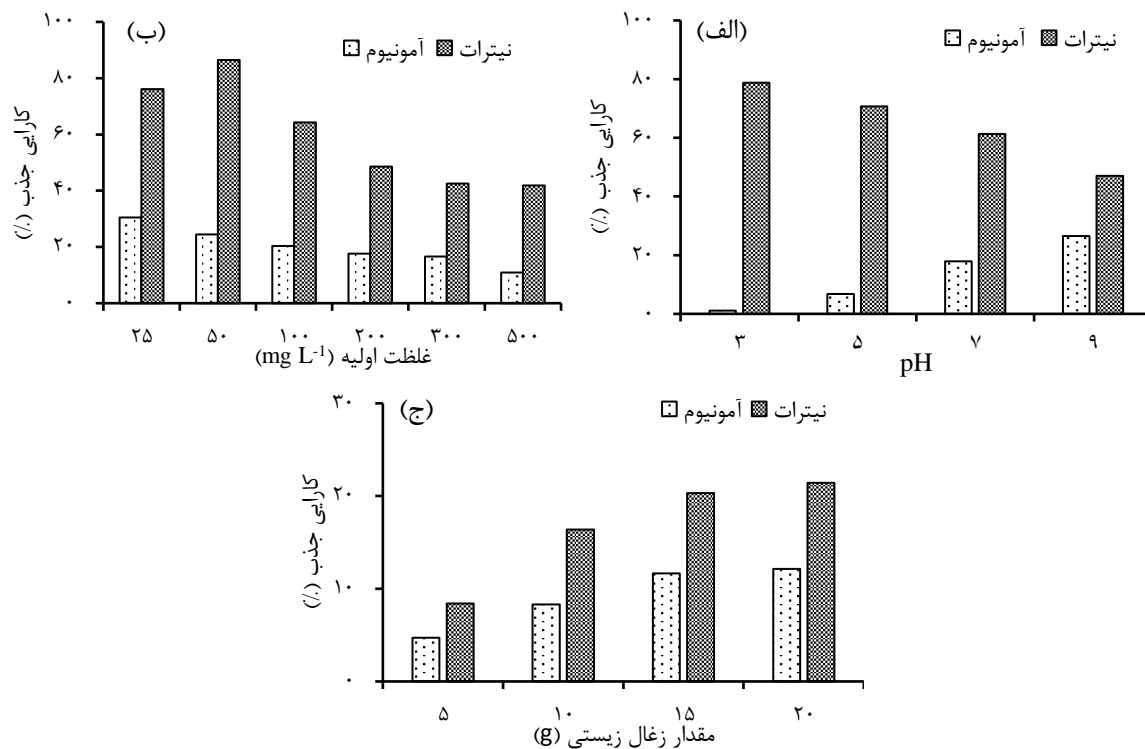 (الف)
آمونیوم نیترات
کارایی جذب (٪)
۱۰۰
۸۰
۶۰
۴۰
۲۰
۰
۳ ۵ ۷ ۹
pH
(ب)
آمونیوم نیترات
کارایی جذب (٪)
۱۰۰
۸۰
۶۰
۴۰
۲۰
۰
۲۵ ۵۰ ۱۰۰ ۲۰۰ ۳۰۰ ۵۰۰
غلظت اولیه (mg L⁻¹)
(ج)
آمونیوم نیترات
کارایی جذب (٪)
۳۰
۲۰
۱۰
۰
۵ ۱۰ ۱۵ ۲۰
مقدار زغال زیستی (g)